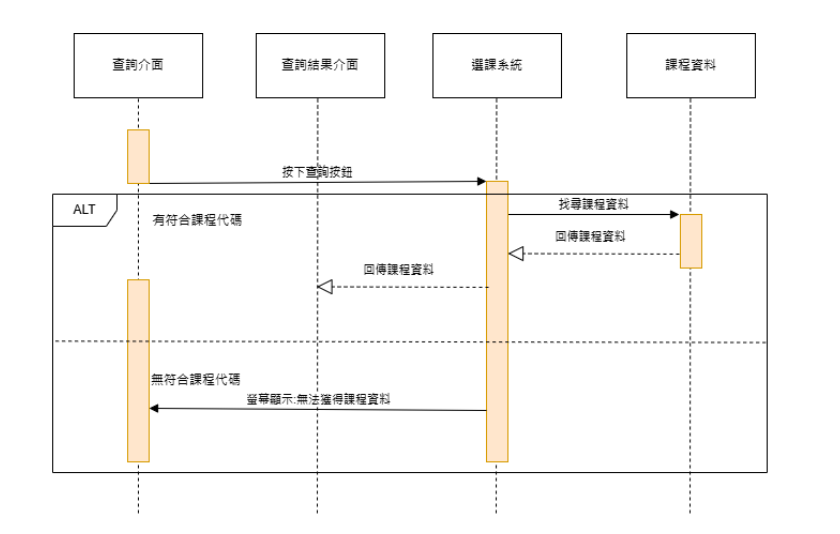 查詢介面
查詢結果介面
選課系統
課程資料
按下查詢按鈕
ALT
有符合課程代碼
找尋課程資料
回傳課程資料
回傳課程資料
無符合課程代碼
螢幕顯示:無法獲得課程資料